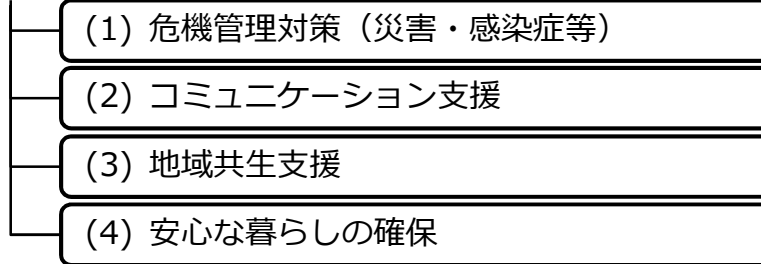 (1) 危機管理対策（災害・感染症等）
(2) コミュニケーション支援
(3) 地域共生支援
(4) 安心な暮らしの確保